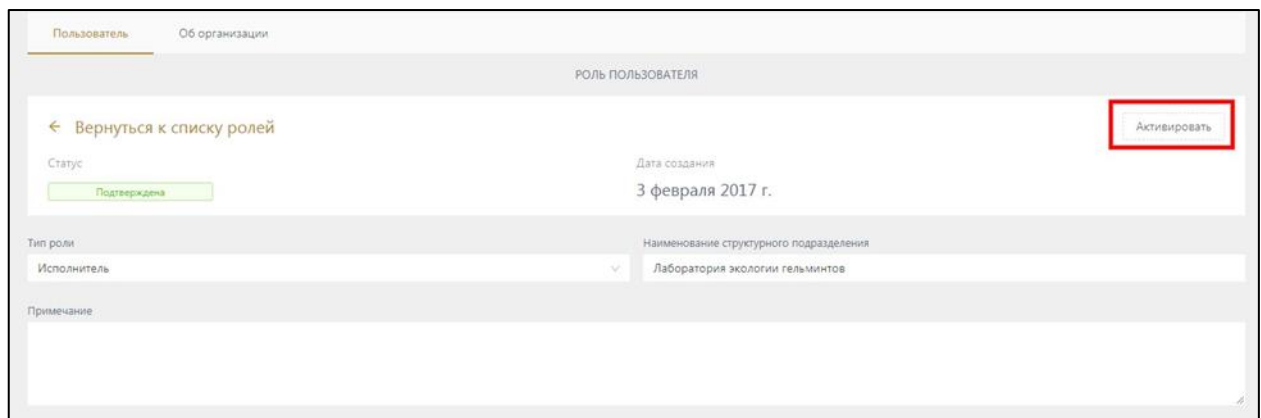 Пользователь Об организации
РОЛЬ ПОЛЬЗОВАТЕЛЯ
← Вернуться к списку ролей Активировать
Статус Дата создания
Подтверждена 3 февраля 2017 г.
Тип роли Наименование структурного подразделения
Исполнитель Лаборатория экологии гельминтов
Примечание